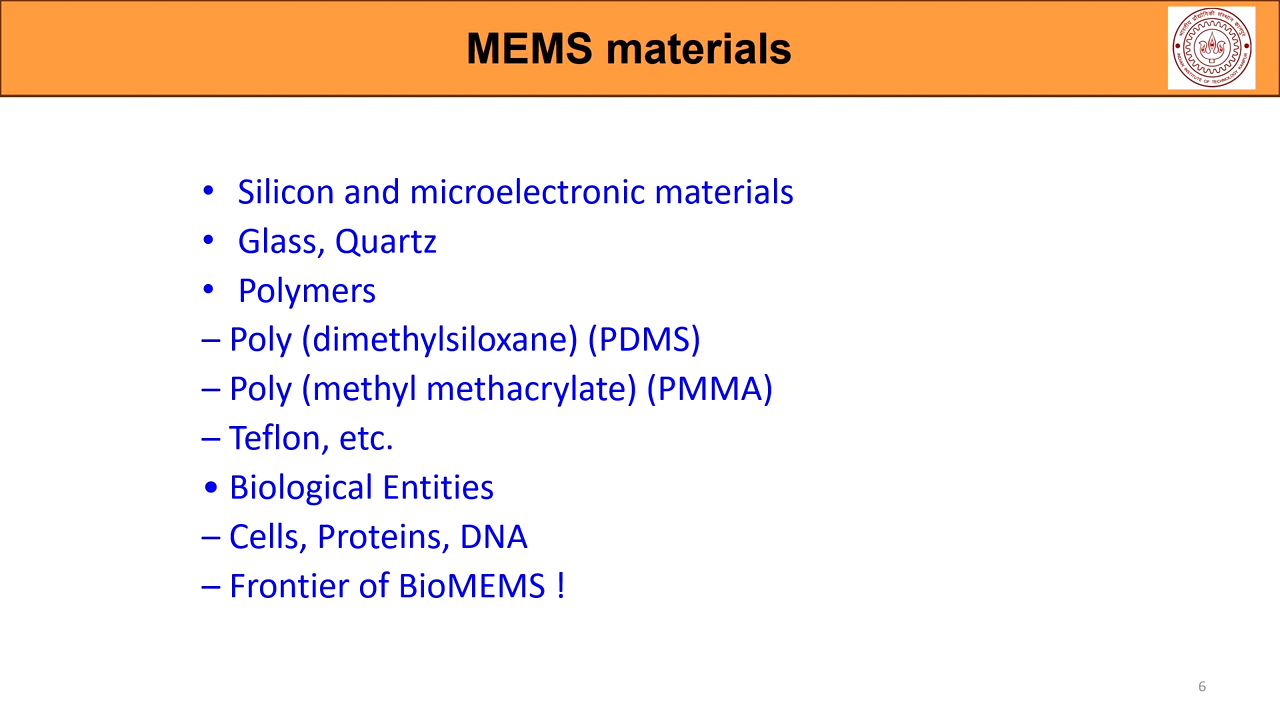 MEMS materials
• Silicon and microelectronic materials
• Glass, Quartz
• Polymers
– Poly (dimethylsiloxane) (PDMS)
– Poly (methyl methacrylate) (PMMA)
– Teflon, etc.
• Biological Entities
– Cells, Proteins, DNA
– Frontier of BioMEMS !
6